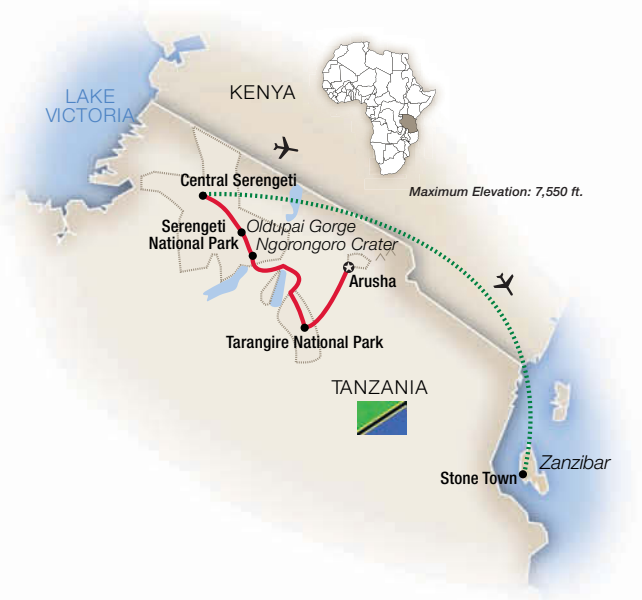 LAKE
VICTORIA
KENYA
Maximum Elevation: 7,550 ft.
Central Serengeti
Serengeti
National Park
Oldupai Gorge
Ngorongoro Crater
Arusha
Tarangire National Park
TANZANIA
Zanzibar
Stone Town